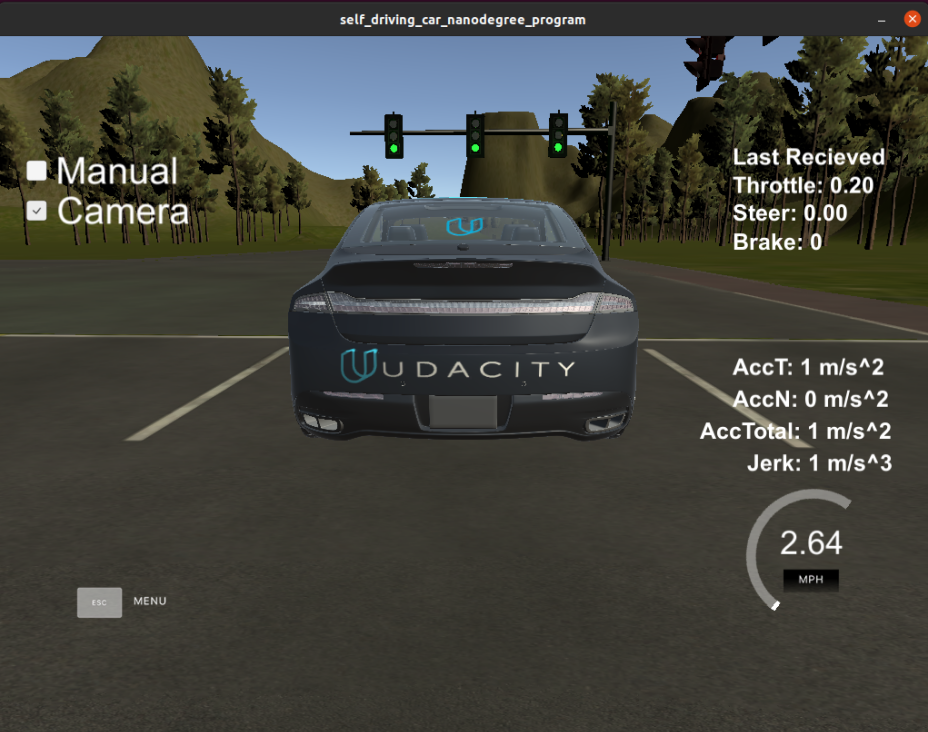 self_driving_car_nanodegree_program
Manual
Camera
Last Recieved
Throttle: 0.20
Steer: 0.00
Brake: 0
UDACITY
AccT: 1 m/s^2
AccN: 0 m/s^2
AccTotal: 1 m/s^2
Jerk: 1 m/s^3
2.64
MPH
ESC MENU